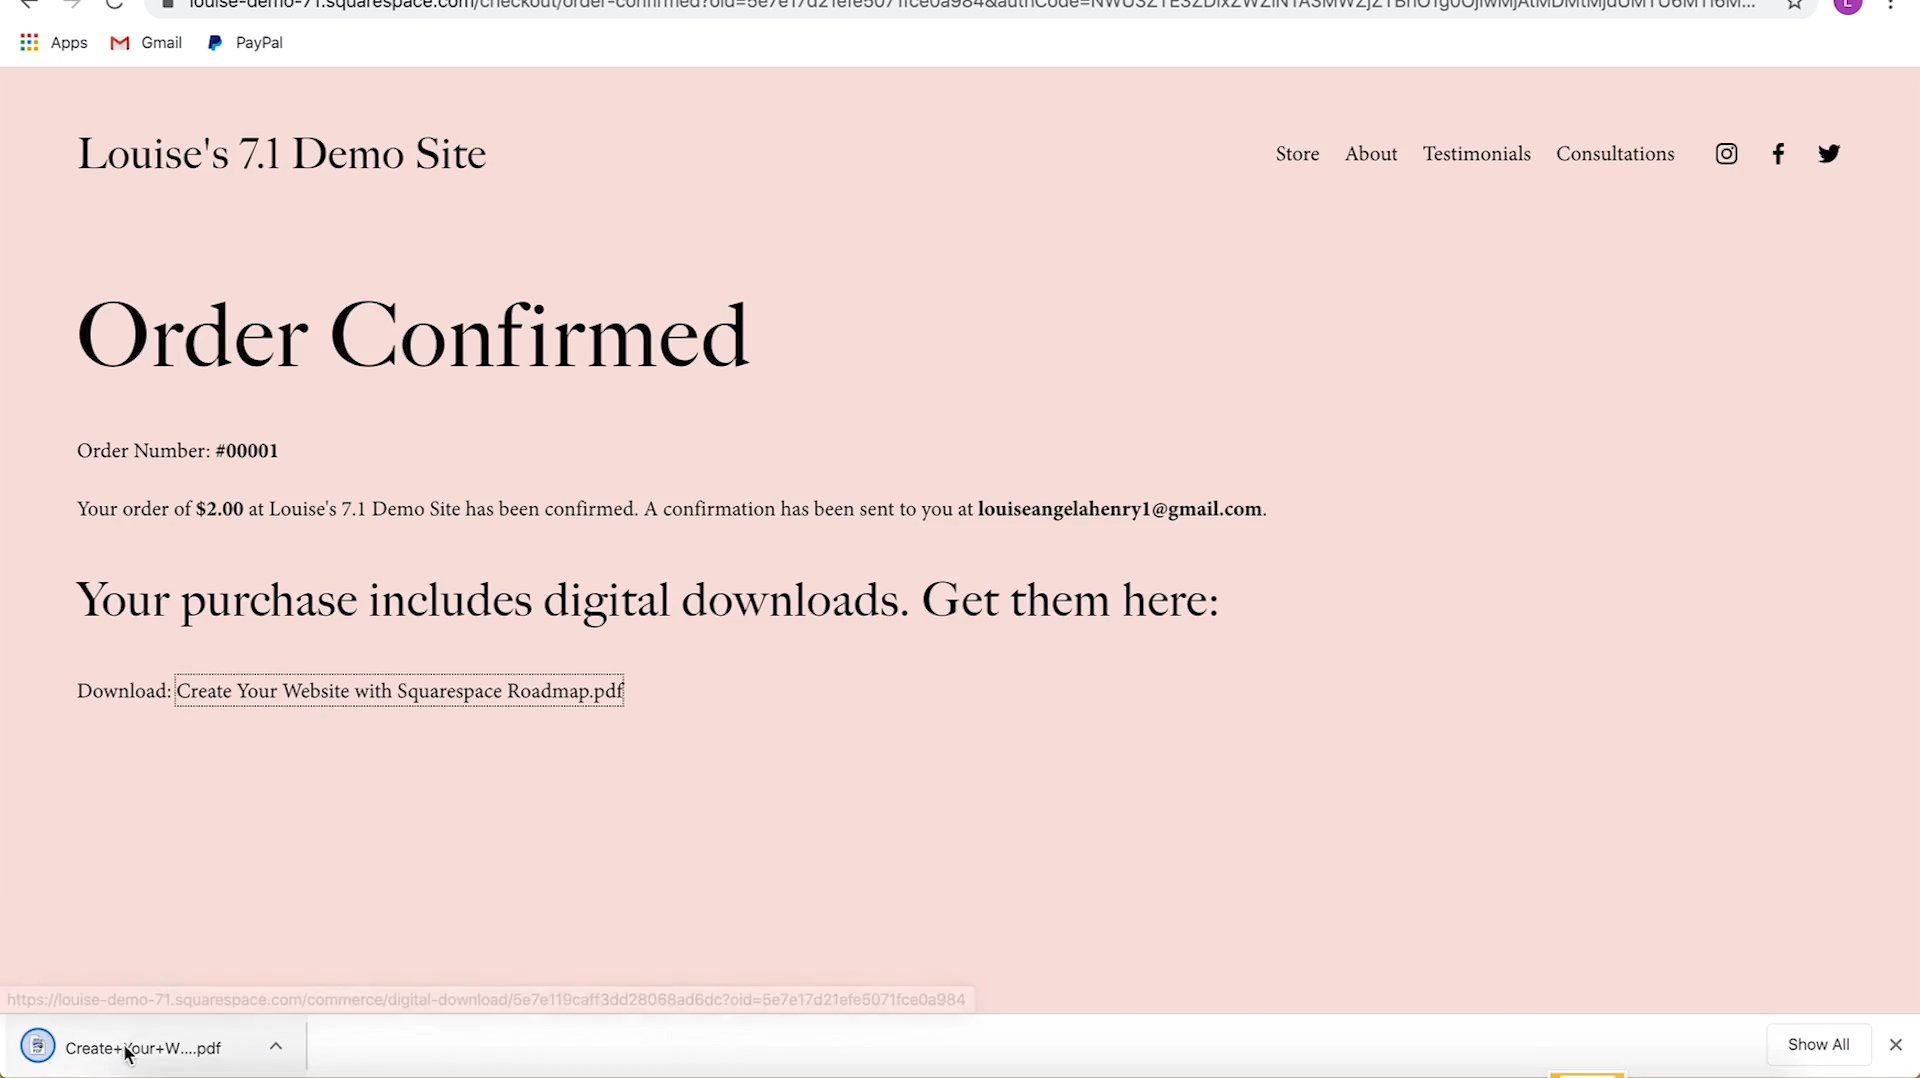 Apps Gmail PayPal
Louise's 7.1 Demo Site
Store About Testimonials Consultations
Order Confirmed
Order Number: #00001
Your order of $2.00 at Louise's 7.1 Demo Site has been confirmed. A confirmation has been sent to you at louiseangelahenry1@gmail.com.
Your purchase includes digital downloads. Get them here:
Download: Create Your Website with Squarespace Roadmap.pdf
https://louise-demo-71.squarespace.com/commerce/digital-download/5e7e119caff3dd28068ad6dc?oid=5e7e17d21efe5071fce0a984
Create+Your+W....pdf
Show All